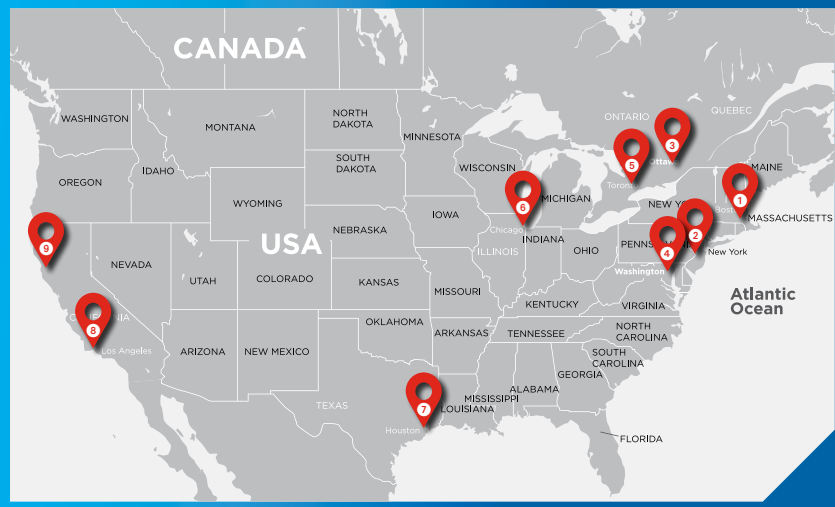 CANADA
WASHINGTON
MONTANA
NORTH
DAKOTA
MINNESOTA
ONTARIO
QUEBEC
3
OREGON
IDAHO
SOUTH
DAKOTA
WISCONSIN
5
Toronto
MAINE
WYOMING
IOWA
6
MICHIGAN
1
MASSACHUSETTS
9
NEVADA
UTAH
USA
NEBRASKA
Chicago
ILLINOIS
INDIANA
OHIO
2
4
New York
Washington
COLORADO
KANSAS
MISSOURI
KENTUCKY
VIRGINIA
Atlantic
Ocean
8
Los Angeles
ARIZONA
NEW MEXICO
OKLAHOMA
ARKANSAS
TENNESSEE
NORTH
CAROLINA
SOUTH
CAROLINA
GEORGIA
ALABAMA
MISSISSIPPI
LOUISIANA
TEXAS
7
Houston
FLORIDA